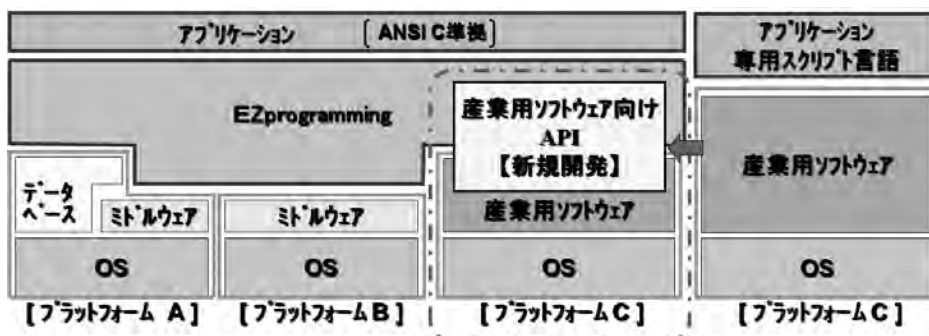 アプリケーション [ANSI C準拠]
アプリケーション
専用スクリプト言語
EZprogramming
産業用ソフトウェア向け
API
【新規開発】
産業用ソフトウェア
データ
ベース
ミドルウェア
ミドルウェア
産業用ソフトウェア
OS
OS
OS
OS
[プラットフォーム A]
[プラットフォーム B]
[プラットフォーム C]
[プラットフォーム C]